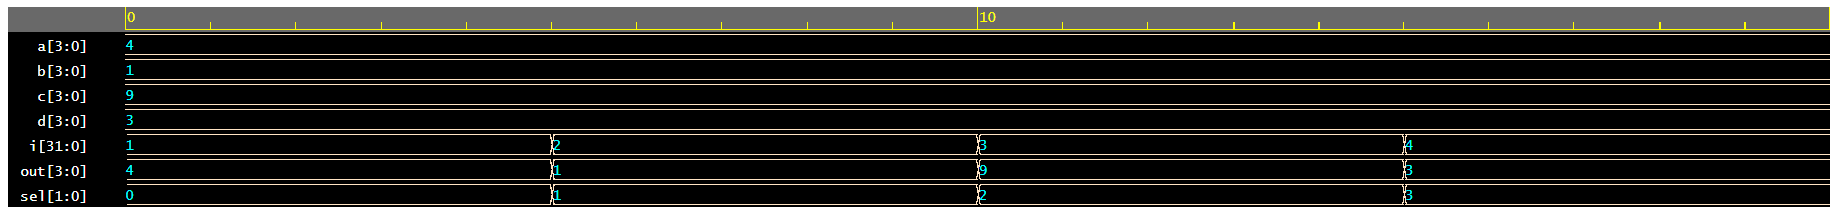 0 10
a[3:0] 4
b[3:0] 1
c[3:0] 9
d[3:0] 3
i[31:0] 1 2 3 4
out[3:0] 4 1 9 3
sel[1:0] 0 1 2 3